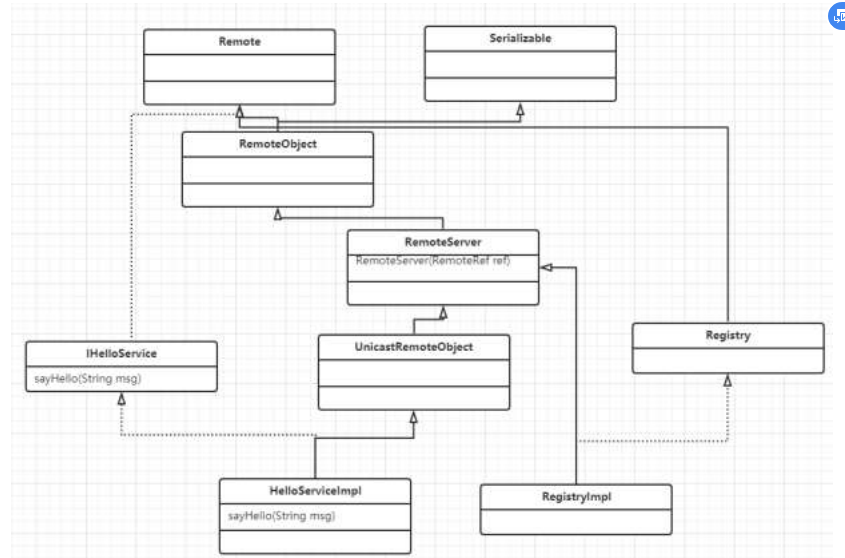 Remote
Serializable
RemoteObject
RemoteServer
RemoteServer(RemoteRef ref)
IHelloService
sayHello(String msg)
UnicastRemoteObject
Registry
HelloServiceImpl
sayHello(String msg)
RegistryImpl